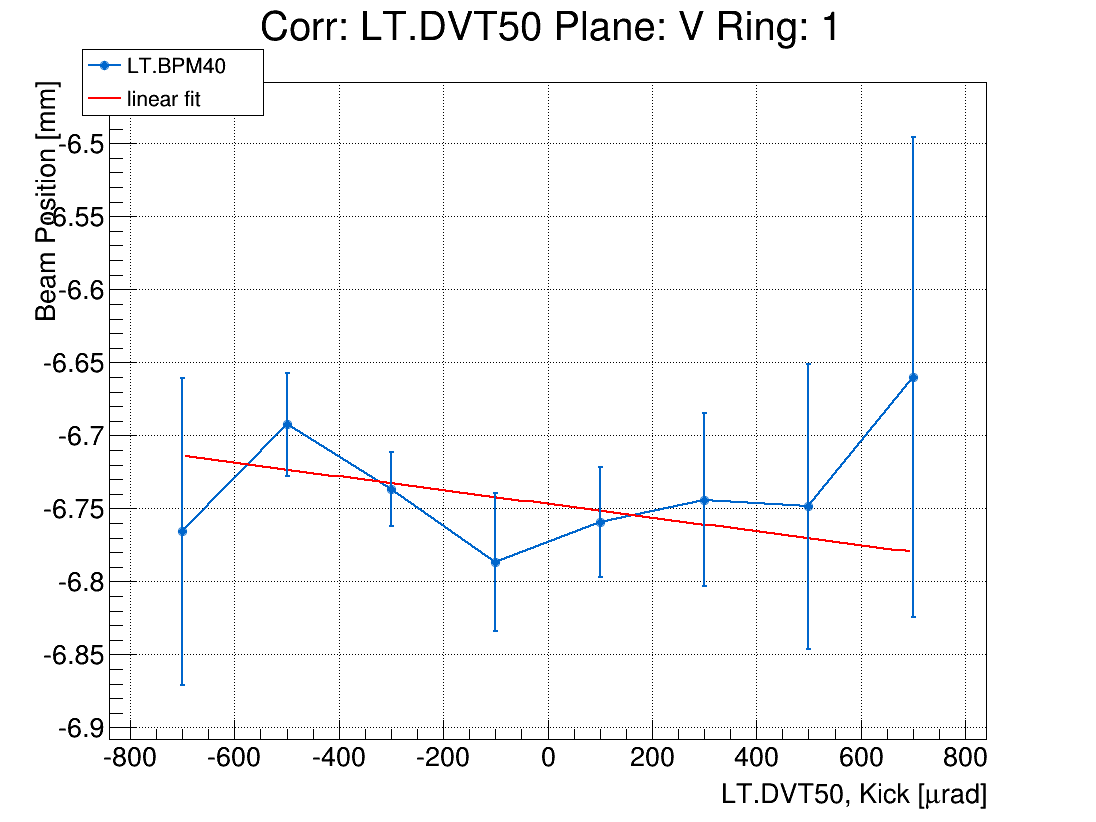 Corr: LT.DVT50 Plane: V Ring: 1
LT.BPM40
linear fit
Beam Position [mm]
-6.5
-6.55
-6.6
-6.65
-6.7
-6.75
-6.8
-6.85
-6.9
-800 -600 -400 -200 0 200 400 600 800
LT.DVT50, Kick [μrad]